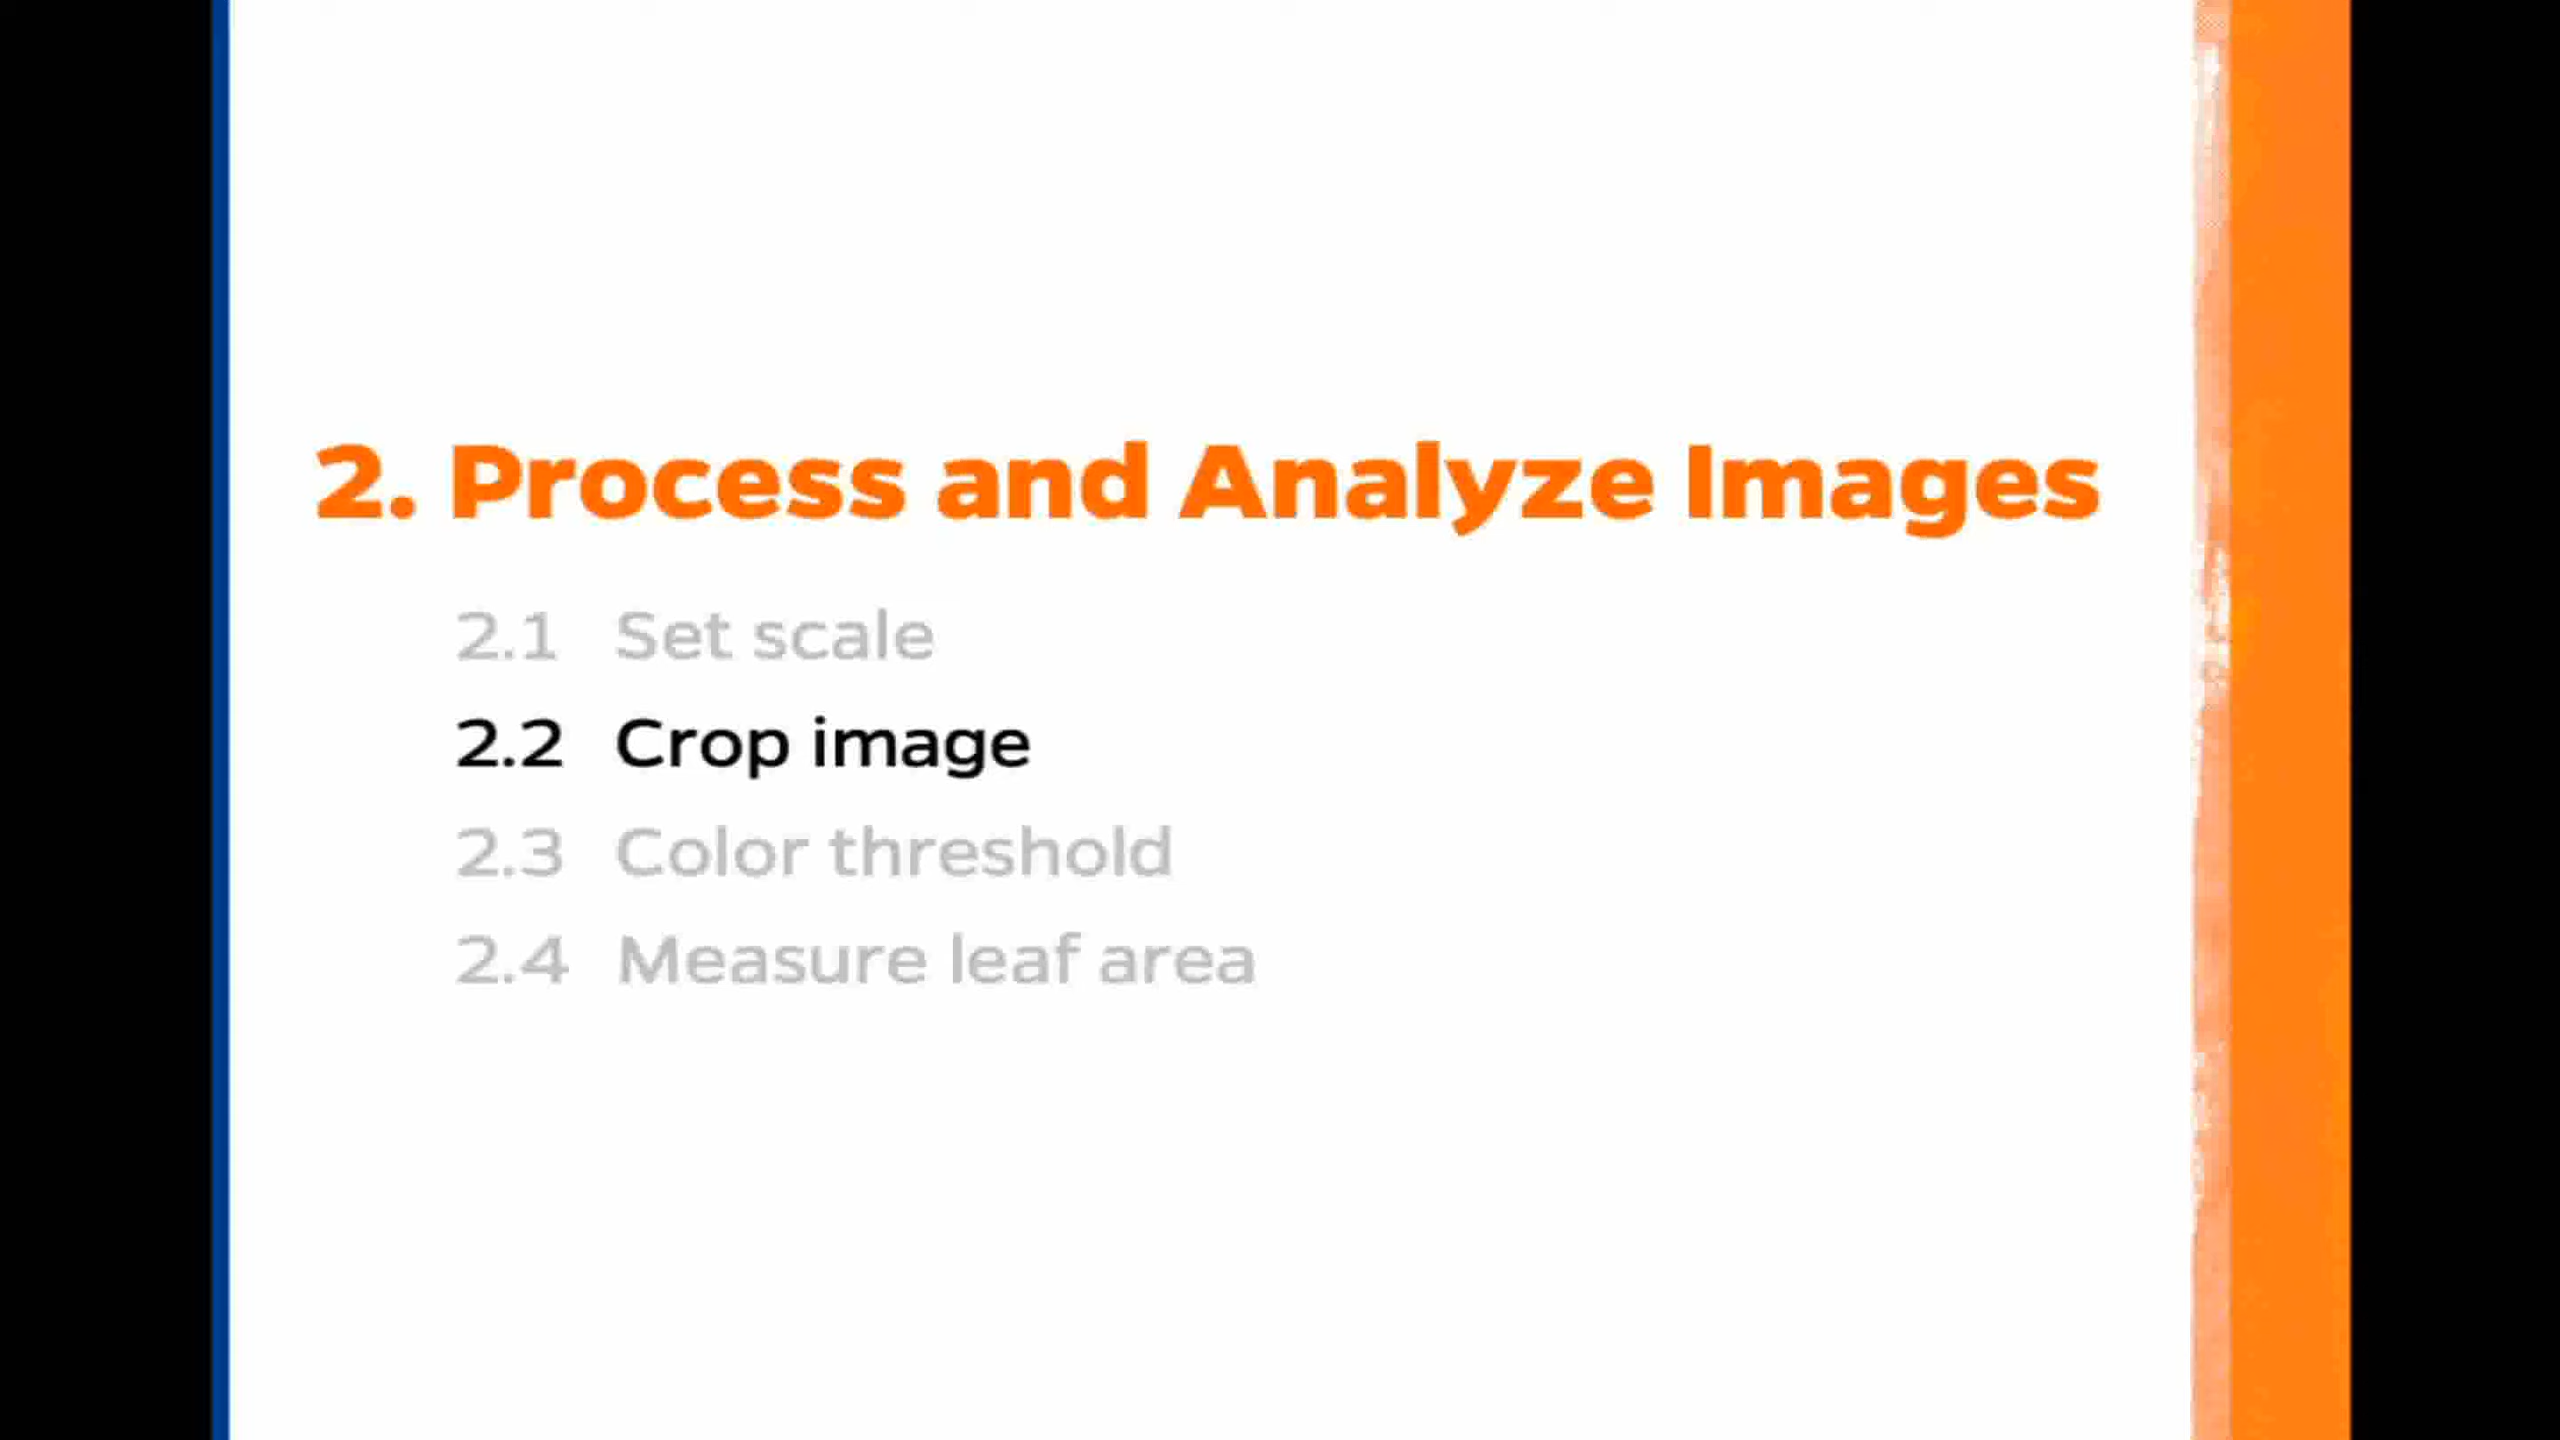 2. Process and Analyze Images
2.1 Set scale
2.2 Crop image
2.3 Color threshold
2.4 Measure leaf area